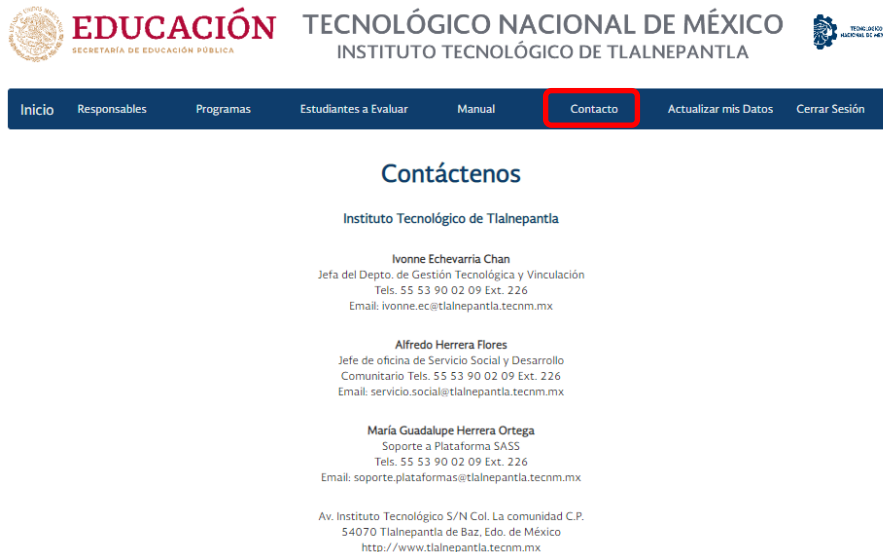 EDUCACIÓN
SECRETARÍA DE EDUCACIÓN PÚBLICA
TECNOLÓGICO NACIONAL DE MÉXICO
INSTITUTO TECNOLÓGICO DE TLALNEPANTLA
Inicio Responsables Programas Estudiantes a Evaluar Manual Contacto Actualizar mis Datos Cerrar Sesión
Contáctenos
Instituto Tecnológico de Tlalnepantla
Ivonne Echevarria Chan
Jefa del Depto. de Gestión Tecnológica y Vinculación
Tels. 55 53 90 02 09 Ext. 226
Email: ivonne.ec@tlalnepantla.tecnm.mx
Alfredo Herrera Flores
Jefe de oficina de Servicio Social y Desarrollo
Comunitario Tels. 55 53 90 02 09 Ext. 226
Email: servicio.social@tlalnepantla.tecnm.mx
María Guadalupe Herrera Ortega
Soporte a Plataforma SASS
Tels. 55 53 90 02 09 Ext. 226
Email: soporte.plataformas@tlalnepantla.tecnm.mx
Av. Instituto Tecnológico S/N Col. La comunidad C.P.
54070 Tlalnepantla de Baz, Edo. de México
http://www.tlalnepantla.tecnm.mx